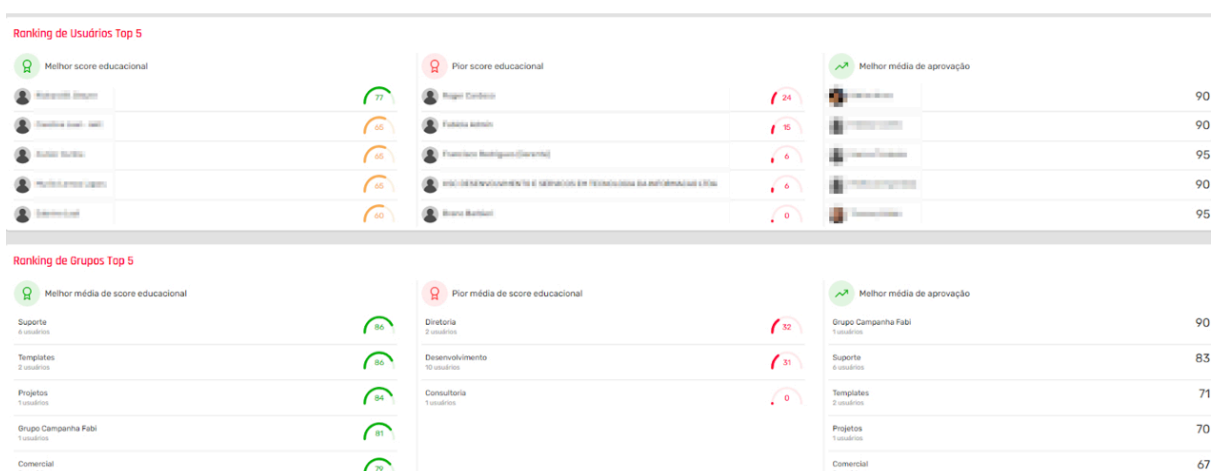 Ranking de Usuários Top 5
Melhor score educacional
77
65
65
65
60
Pior score educacional
24
15
6
6
0
Melhor média de aprovação
90
90
95
90
95
Ranking de Grupos Top 5
Melhor média de score educacional
Suporte
6 usuários
86
Templates
2 usuários
86
Projetos
1 usuários
84
Grupo Campanha Fabi
1 usuários
81
Comercial
79
Pior média de score educacional
Diretoria
2 usuários
32
Desenvolvimento
10 usuários
31
Consultoria
1 usuários
0
Melhor média de aprovação
Grupo Campanha Fabi
1 usuários
90
Suporte
6 usuários
83
Templates
2 usuários
71
Projetos
1 usuários
70
Comercial
67